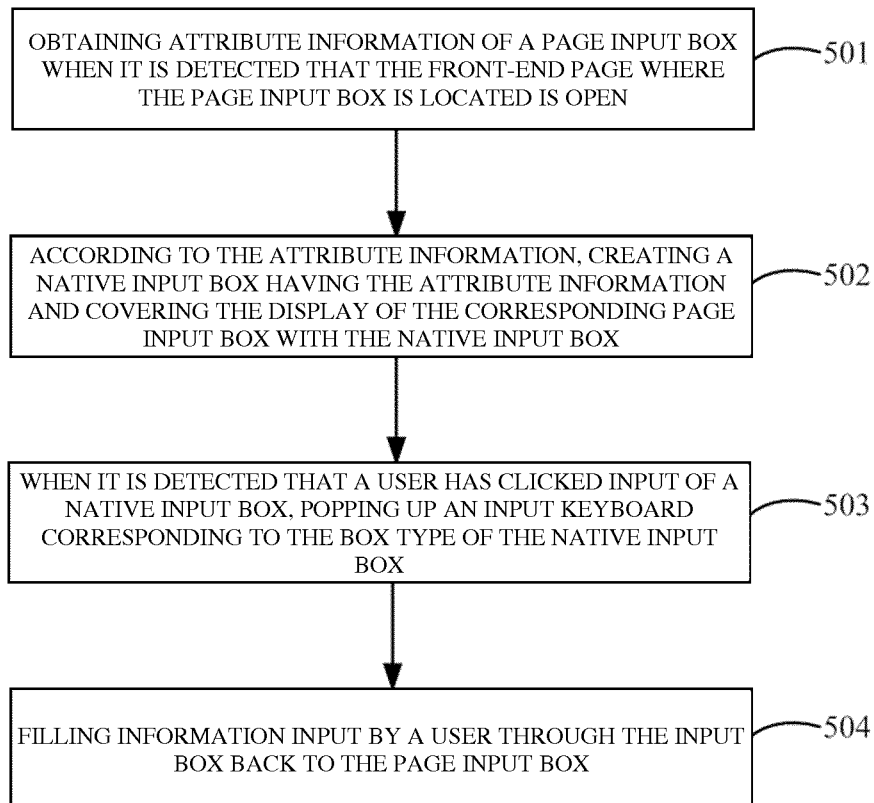 OBTAINING ATTRIBUTE INFORMATION OF A PAGE INPUT BOX
WHEN IT IS DETECTED THAT THE FRONT-END PAGE WHERE
THE PAGE INPUT BOX IS LOCATED IS OPEN
501
ACCORDING TO THE ATTRIBUTE INFORMATION, CREATING A
NATIVE INPUT BOX HAVING THE ATTRIBUTE INFORMATION
AND COVERING THE DISPLAY OF THE CORRESPONDING PAGE
INPUT BOX WITH THE NATIVE INPUT BOX
502
WHEN IT IS DETECTED THAT A USER HAS CLICKED INPUT OF A
NATIVE INPUT BOX, POPPING UP AN INPUT KEYBOARD
CORRESPONDING TO THE BOX TYPE OF THE NATIVE INPUT
BOX
503
FILLING INFORMATION INPUT BY A USER THROUGH THE INPUT
BOX BACK TO THE PAGE INPUT BOX
504